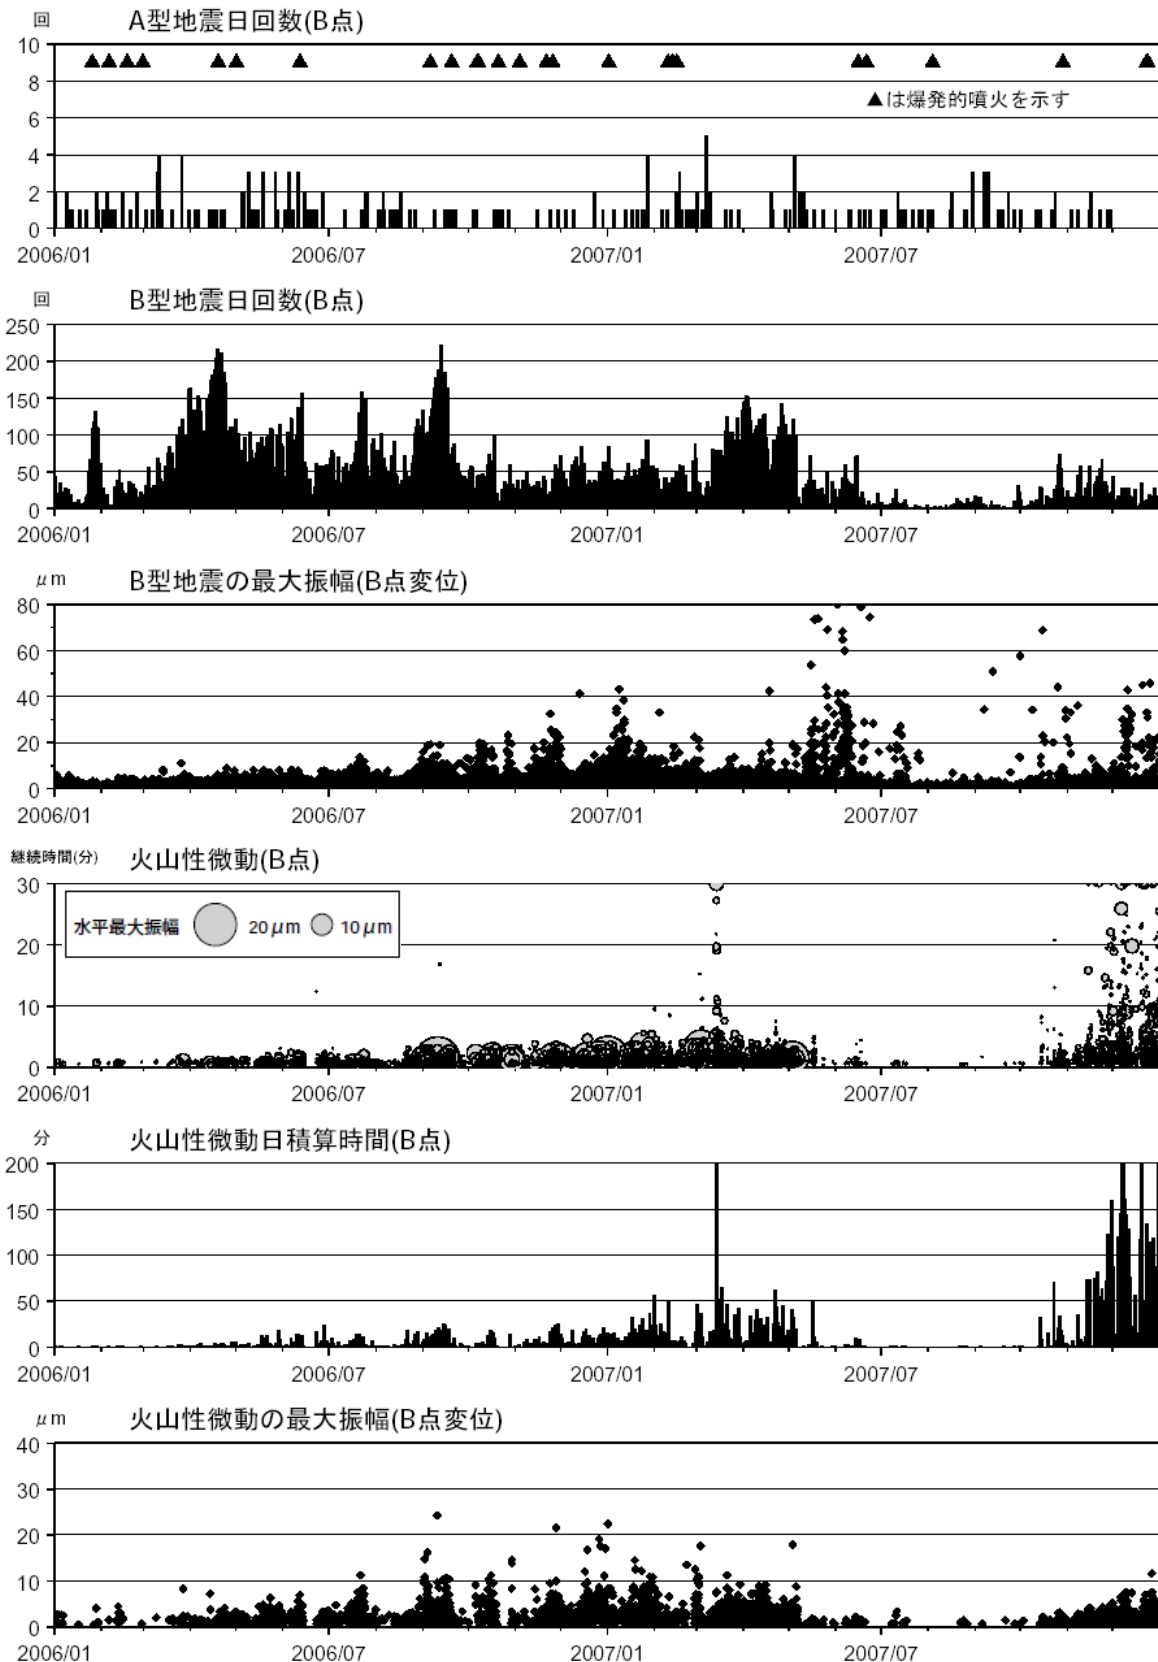 回 A型地震日回数(B点)
10
8
▲は爆発的噴火を示す
6
4
2
0
2006/01 2006/07 2007/01 2007/07
回 B型地震日回数(B点)
250
200
150
100
50
0
2006/01 2006/07 2007/01 2007/07
μm B型地震の最大振幅(B点変位)
80
60
40
20
0
2006/01 2006/07 2007/01 2007/07
継続時間(分) 火山性微動(B点)
30
水平最大振幅 20μm 10μm
20
10
0
2006/01 2006/07 2007/01 2007/07
分 火山性微動日積算時間(B点)
200
150
100
50
0
2006/01 2006/07 2007/01 2007/07
μm 火山性微動の最大振幅(B点変位)
40
30
20
10
0
2006/01 2006/07 2007/01 2007/07